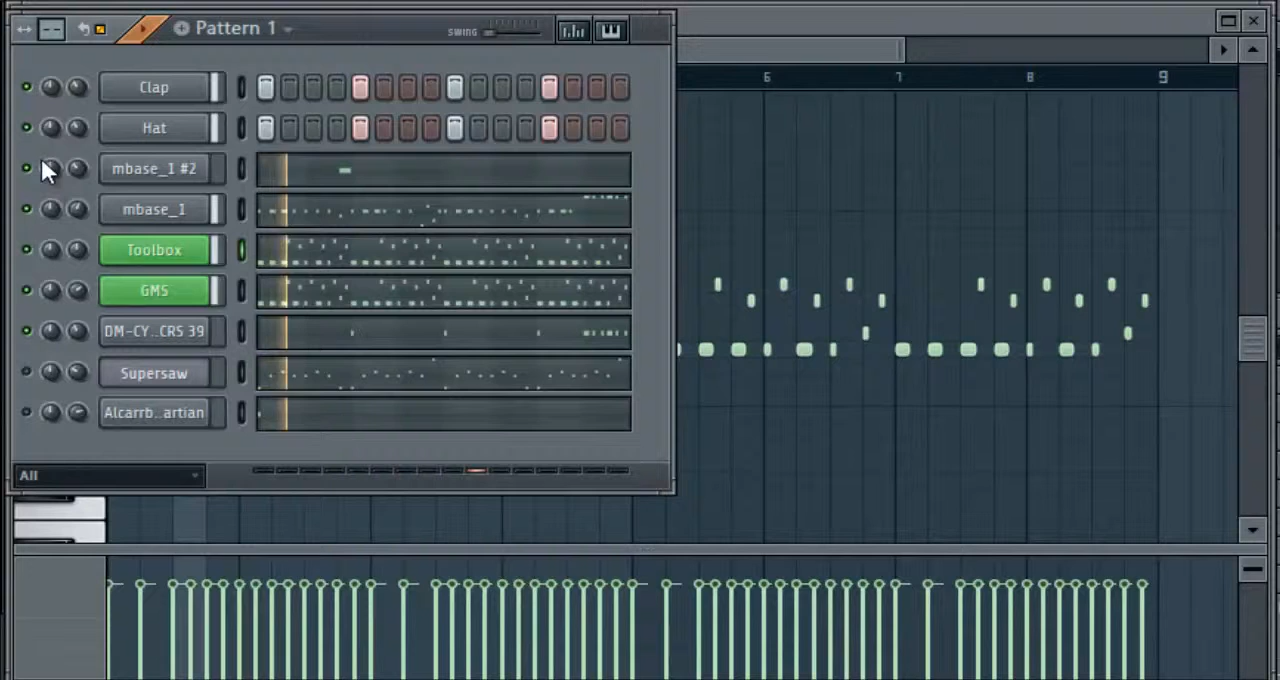 Pattern 1
SWING
Clap
Hat
mbase_1 #2
mbase_1
Toolbox
GMS
DM-CY..CRS 39
Supersaw
Alcarrb..artian
All
6 7 8 9